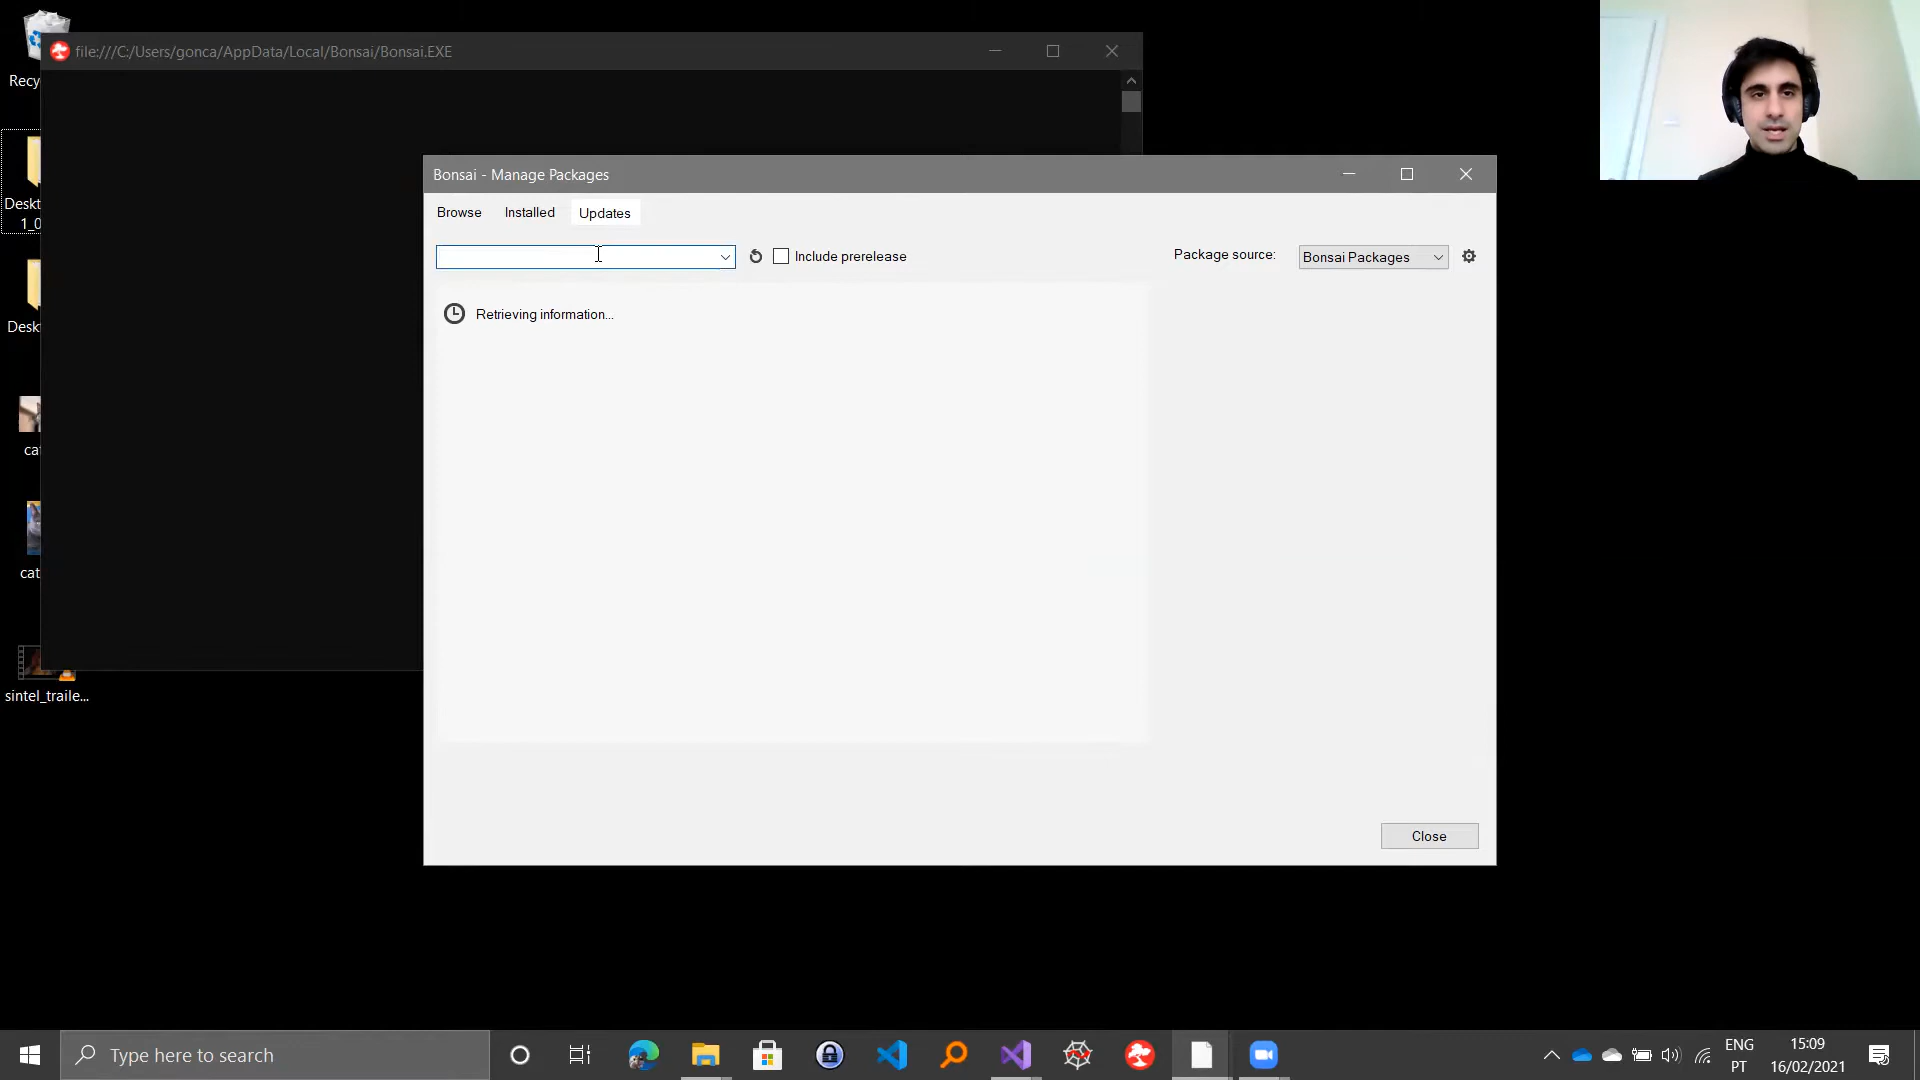 Recy
file:///C:/Users/gonca/AppData/Local/Bonsai/Bonsai.EXE
Bonsai - Manage Packages
Browse
Installed
Updates
Include prerelease
Package source:
Bonsai Packages
Retrieving information...
Deskt
1_0
Desk
ca
cat
sintel_traile...
Close
Type here to search
ENG
PT
15:09
16/02/2021